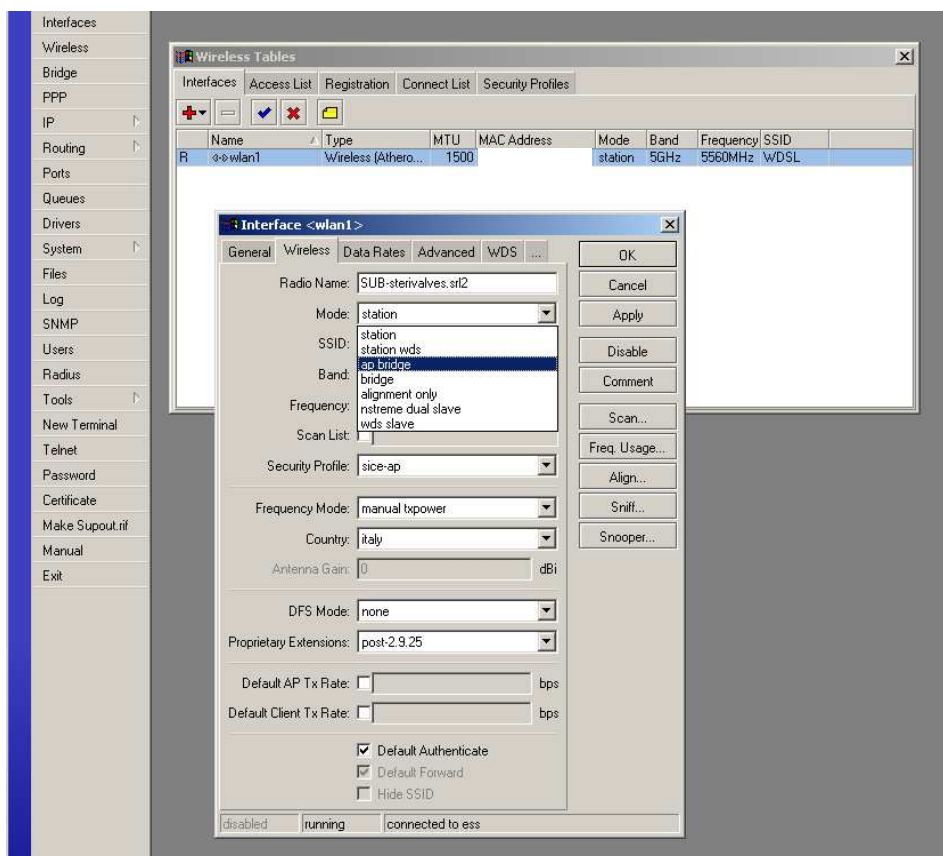 Interfaces
Wireless
Bridge
PPP
IP
Routing
Ports
Queues
Drivers
System
Files
Log
SNMP
Users
Radius
Tools
New Terminal
Telnet
Password
Certificate
Make Supout.rif
Manual
Exit
Wireless Tables
Interfaces Access List Registration Connect List Security Profiles
Name Type MTU MAC Address Mode Band Frequency SSID
R wlan1 Wireless (Athero... 1500 station 5GHz 5560MHz WDSL
Interface <wlan1>
General Wireless Data Rates Advanced WDS ...
Radio Name: SUB-sterivalves.srl2
Mode: station
station
SSID: station wds
ap bridge
Band: bridge
alignment only
Frequency: nstreme dual slave
wds slave
Scan List:
Security Profile: sice-ap
Frequency Mode: manual txpower
Country: italy
Antenna Gain: 0 dBi
DFS Mode: none
Proprietary Extensions: post-2.9.25
Default AP Tx Rate: bps
Default Client Tx Rate: bps
Default Authenticate
Default Forward
Hide SSID
disabled running connected to ess
OK
Cancel
Apply
Disable
Comment
Scan...
Freq. Usage...
Align...
Sniff...
Snooper...